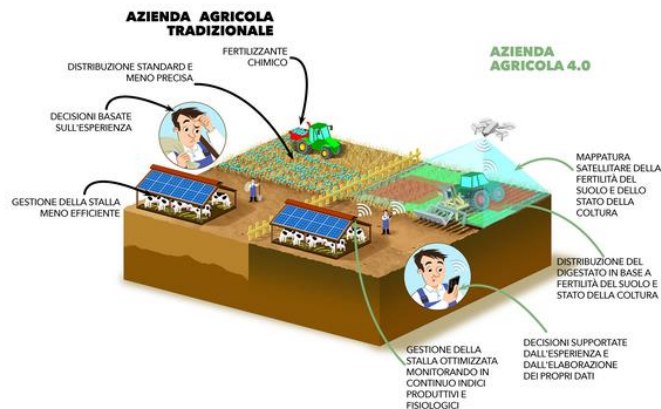 AZIENDA AGRICOLA
TRADIZIONALE
FERTILIZZANTE
CHIMICO
DISTRIBUZIONE STANDARD E
MENO PRECISA
DECISIONI BASATE
SULL'ESPERIENZA
GESTIONE DELLA STALLA
MENO EFFICIENTE
AZIENDA
AGRICOLA 4.0
MAPPATURA
SATELLITARE DELLA
FERTILITÀ DEL
SUOLO E DELLO
STATO DELLA
COLTURA
DISTRIBUZIONE DEL
DIGESTATO IN BASE A
FERTILITÀ DEL SUOLO E
STATO DELLA COLTURA
DECISIONI SUPPORTATE
DALL'ESPERIENZA E
DALL'ELABORAZIONE
DEI PROPRI DATI
GESTIONE DELLA
STALLA OTTIMIZZATA
MONITORANDO IN
CONTINUO INDICI
PRODUTTIVI E
FISIOLOGICI